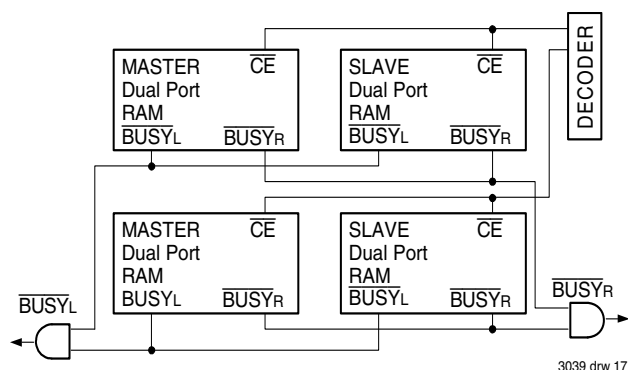 MASTER
Dual Port
RAM
CE
BUSYL
BUSYR
SLAVE
Dual Port
RAM
CE
BUSYL
BUSYR
DECODER
MASTER
Dual Port
RAM
CE
BUSYL
BUSYR
SLAVE
Dual Port
RAM
CE
BUSYL
BUSYR
BUSYL
BUSYR
3039 drw 17